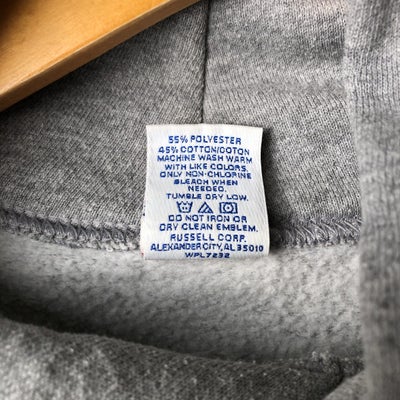 55% POLYESTER
45% COTTON/COTON
MACHINE WASH WARM
WITH LIKE COLORS.
ONLY NON-CHLORINE
BLEACH WHEN
NEEDED.
TUMBLE DRY LOW.
DO NOT IRON OR
DRY CLEAN EMBLEM.
RUSSELL CORP.
ALEXANDER CITY, AL 35010
WPL7232